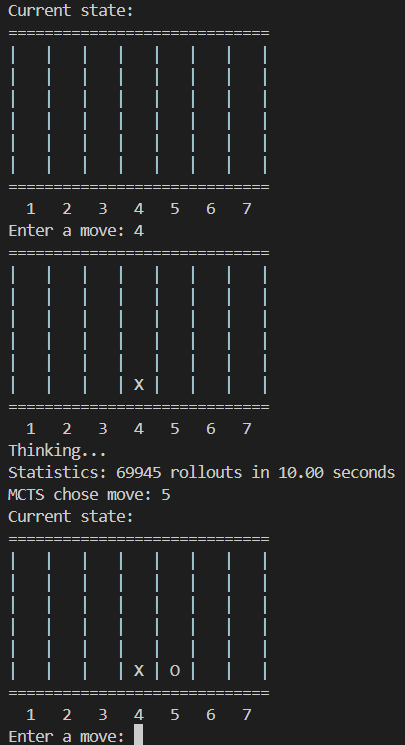 Current state:
=============================
|   |   |   |   |   |   |   |
|   |   |   |   |   |   |   |
|   |   |   |   |   |   |   |
|   |   |   |   |   |   |   |
|   |   |   |   |   |   |   |
|   |   |   |   |   |   |   |
=============================
  1   2   3   4   5   6   7
Enter a move: 4
=============================
|   |   |   |   |   |   |   |
|   |   |   |   |   |   |   |
|   |   |   |   |   |   |   |
|   |   |   |   |   |   |   |
|   |   |   |   |   |   |   |
|   |   |   | X |   |   |   |
=============================
  1   2   3   4   5   6   7
Thinking...
Statistics: 69945 rollouts in 10.00 seconds
MCTS chose move: 5
Current state:
=============================
|   |   |   |   |   |   |   |
|   |   |   |   |   |   |   |
|   |   |   |   |   |   |   |
|   |   |   |   |   |   |   |
|   |   |   |   |   |   |   |
|   |   |   | X | O |   |   |
=============================
  1   2   3   4   5   6   7
Enter a move: